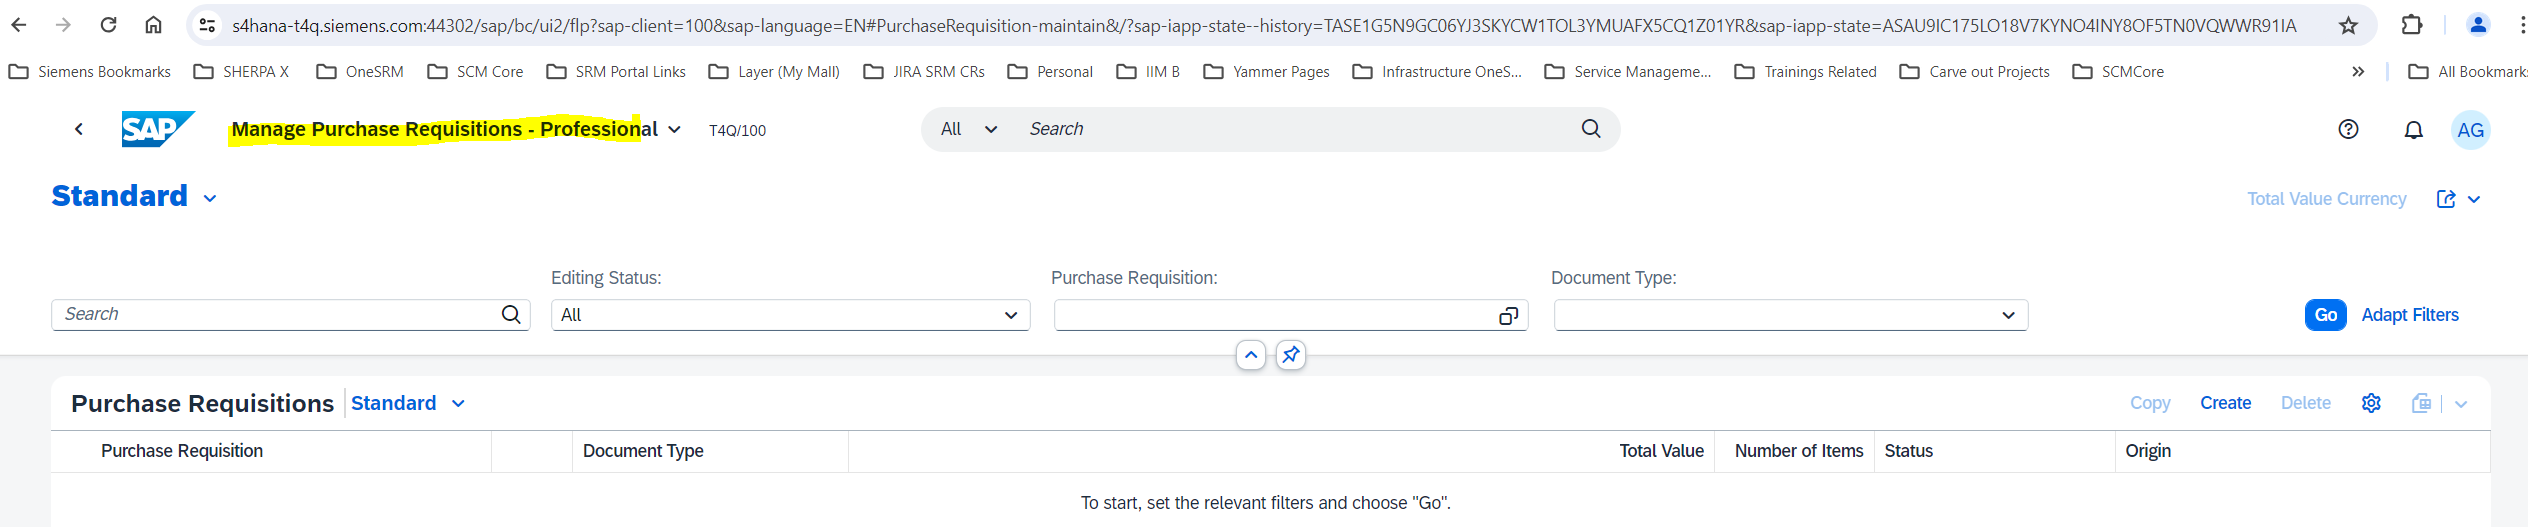 s4hana-t4q.siemens.com:44302/sap/bc/ui2/flp?sap-client=100&sap-language=EN#PurchaseRequisition-maintain&/?sap-iapp-state--history=TASE1G5N9GC06YJ3SKYCW1TOL3YMUAFX5CQ1Z01YR&sap-iapp-state=ASAU9IC175LO18V7KYNO4INY8OF5TN0VQWWR91IA
Siemens Bookmarks SHERPA X OneSRM SCM Core SRM Portal Links Layer (My Mall) JIRA SRM CRs Personal IIM B Yammer Pages Infrastructure OneS... Service Manageme... Trainings Related Carve out Projects SCMCore » All Bookmarks
SAP Manage Purchase Requisitions - Professional T4Q/100 All Search AG
Standard Total Value Currency
Editing Status: Purchase Requisition: Document Type:
Search All Go Adapt Filters
Purchase Requisitions Standard Copy Create Delete
Purchase Requisition Document Type Total Value Number of Items Status Origin
To start, set the relevant filters and choose "Go".